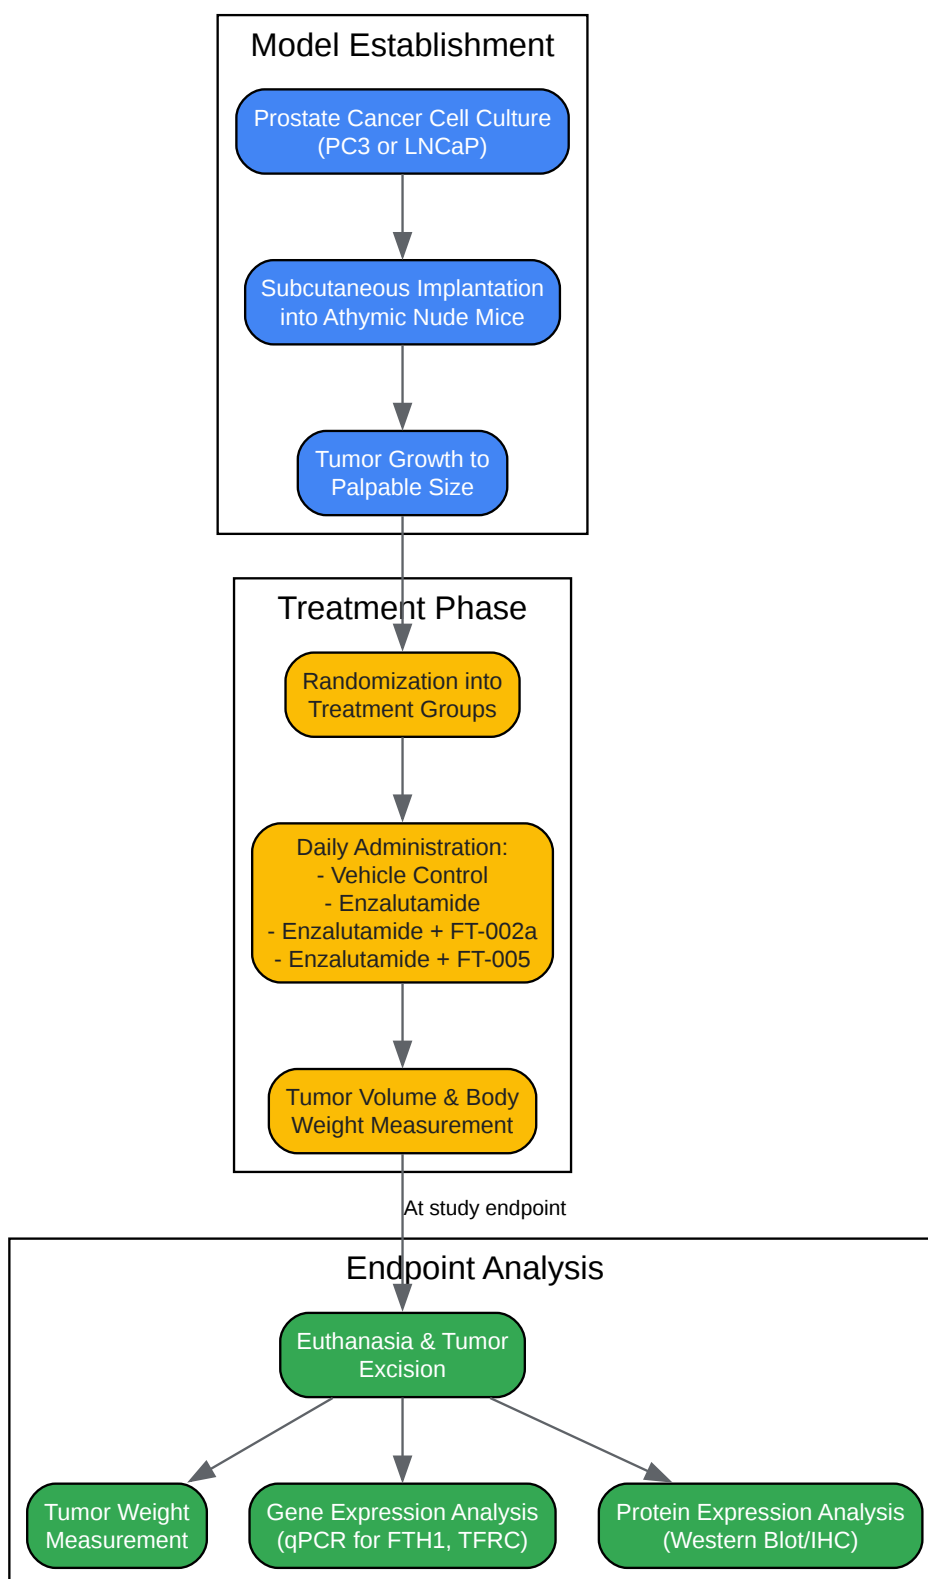 Model Establishment
Prostate Cancer Cell Culture
(PC3 or LNCaP)
Subcutaneous Implantation
into Athymic Nude Mice
Tumor Growth to
Palpable Size
Treatment Phase
Randomization into
Treatment Groups
Daily Administration:
- Vehicle Control
- Enzalutamide
- Enzalutamide + FT-002a
- Enzalutamide + FT-005
Tumor Volume & Body
Weight Measurement
At study endpoint
Endpoint Analysis
Euthanasia & Tumor
Excision
Tumor Weight
Measurement
Gene Expression Analysis
(qPCR for FTH1, TFRC)
Protein Expression Analysis
(Western Blot/IHC)